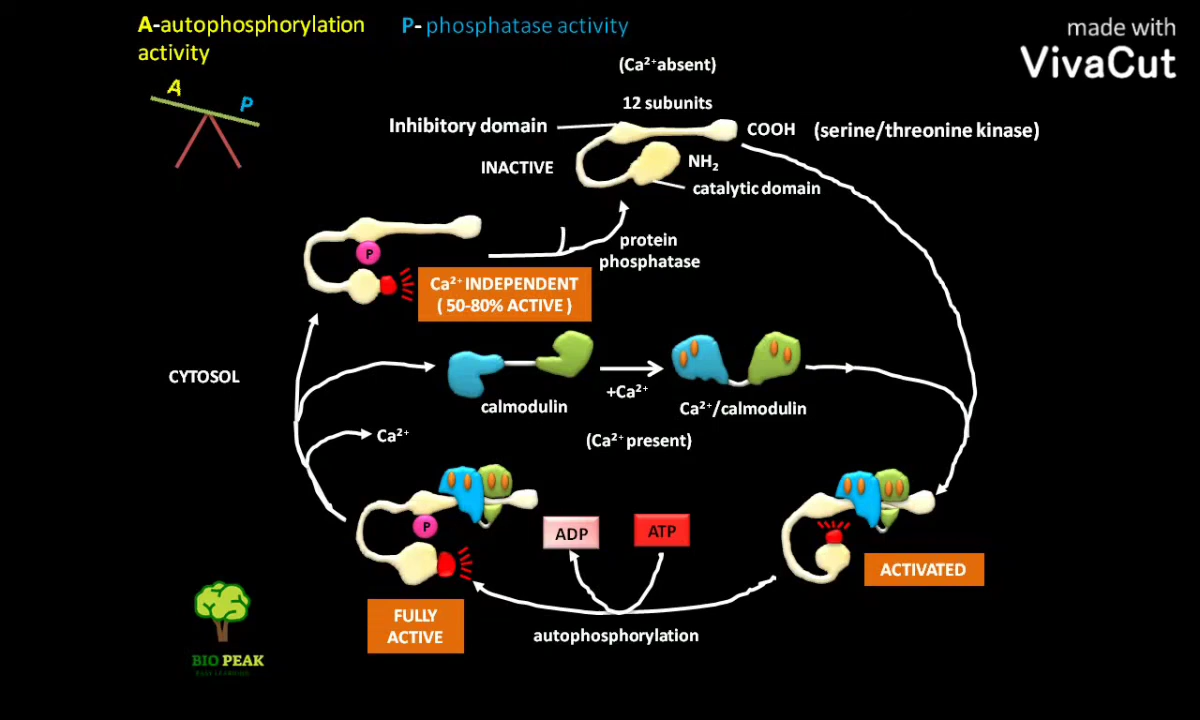 A-autophosphorylation
activity
P- phosphatase activity
made with
VivaCut
A
P
(Ca²⁺absent)
12 subunits
Inhibitory domain
COOH
(serine/threonine kinase)
INACTIVE
NH₂
catalytic domain
P
protein
phosphatase
Ca²⁺ INDEPENDENT
( 50-80% ACTIVE )
CYTOSOL
calmodulin
+Ca²⁺
Ca²⁺/calmodulin
Ca²⁺
(Ca²⁺ present)
P
ADP
ATP
ACTIVATED
FULLY
ACTIVE
autophosphorylation
BIO PEAK
EASY LEARNING